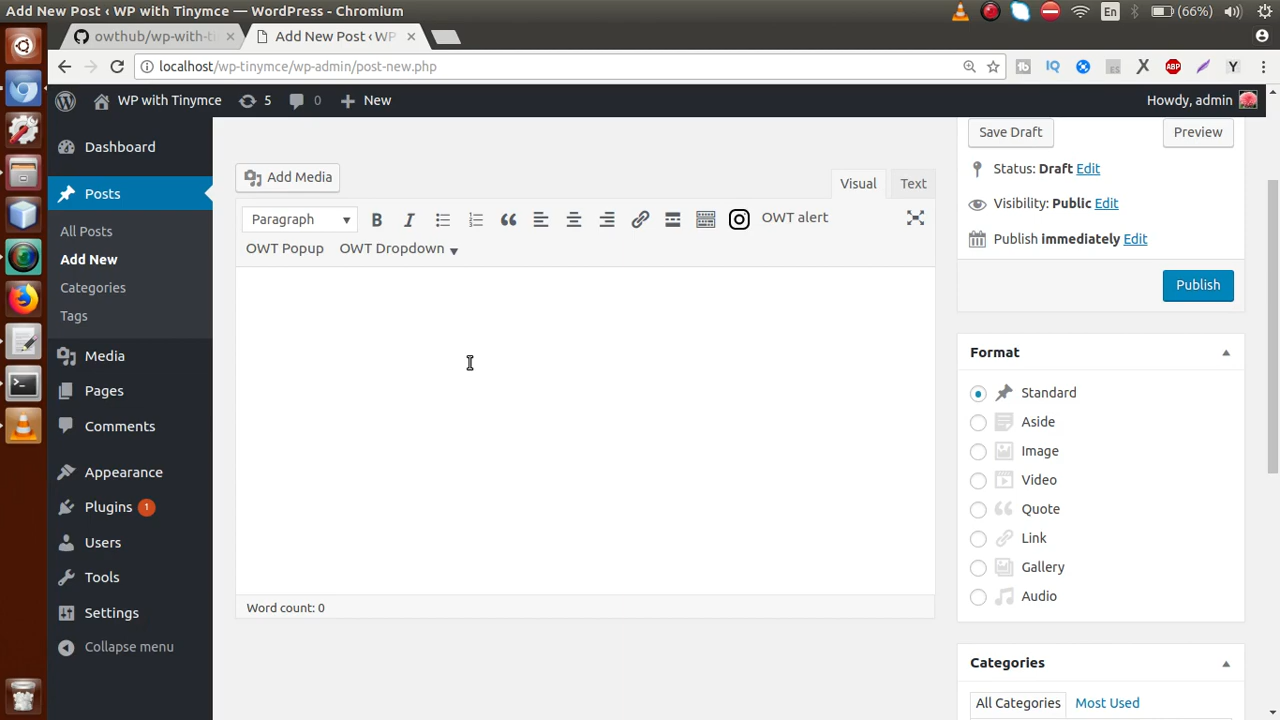 Add New Post ‹ WP with Tinymce — WordPress - Chromium
En
(66%)
owthub/wp-with-ti
Add New Post ‹ WP
localhost/wp-tinymce/wp-admin/post-new.php
IQ
ES
X
ABP
Y
WP with Tinymce
5
0
New
Howdy, admin
Dashboard
Posts
All Posts
Add New
Categories
Tags
Media
Pages
Comments
Appearance
Plugins 1
Users
Tools
Settings
Collapse menu
Add Media
Visual
Text
Paragraph
B
I
OWT alert
OWT Popup
OWT Dropdown
Word count: 0
Save Draft
Preview
Status: Draft Edit
Visibility: Public Edit
Publish immediately Edit
Publish
Format
Standard
Aside
Image
Video
Quote
Link
Gallery
Audio
Categories
All Categories
Most Used